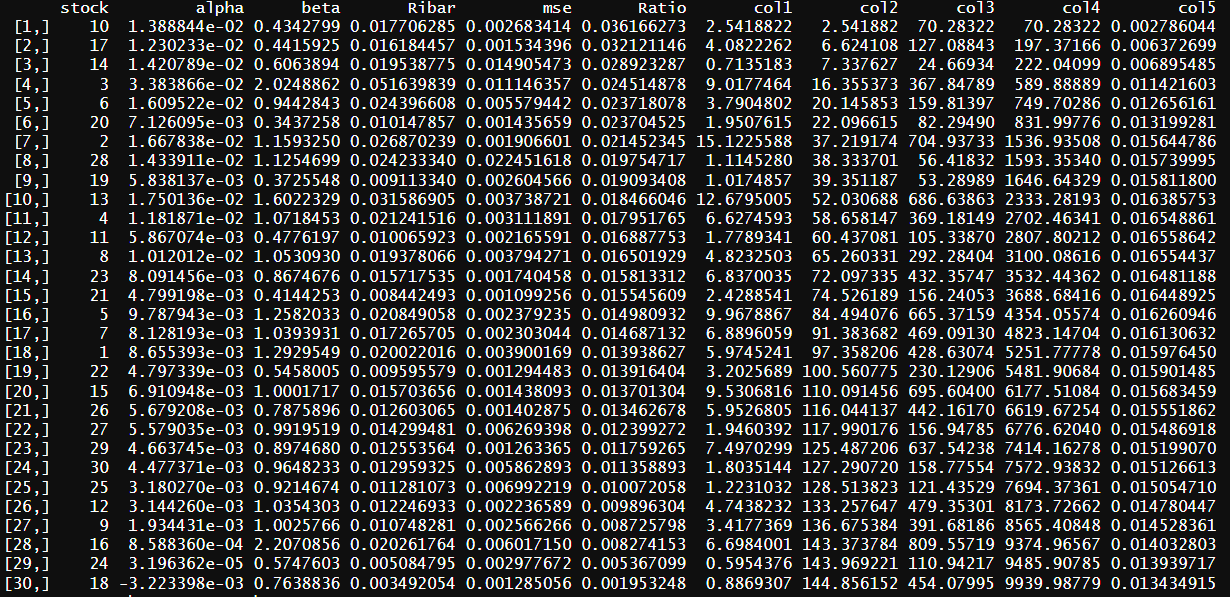 stock alpha beta Ribar mse Ratio col1 col2 col3 col4 col5
[1,] 10 1.388844e-02 0.4342799 0.017706285 0.002683414 0.036166273 2.5418822 2.541882 70.28322 70.28322 0.002786044
[2,] 17 1.230233e-02 0.4415925 0.016184457 0.001534396 0.032121146 4.0822262 6.624108 127.08843 197.37166 0.006372699
[3,] 14 1.420789e-02 0.6063894 0.019538775 0.014905473 0.028923287 0.7135183 7.337627 24.66934 222.04099 0.006895485
[4,] 3 3.383866e-02 2.0248862 0.051639839 0.011146357 0.024514878 9.0177464 16.355373 367.84789 589.88889 0.011421603
[5,] 6 1.609522e-02 0.9442843 0.024396608 0.005579442 0.023718078 3.7904802 20.145853 159.81397 749.70286 0.012656161
[6,] 20 7.126095e-03 0.3437258 0.010147857 0.001435659 0.023704525 1.9507615 22.096615 82.29490 831.99776 0.013199281
[7,] 2 1.667838e-02 1.1593250 0.026870239 0.001906601 0.021452345 15.1225588 37.219174 704.93733 1536.93508 0.015644786
[8,] 28 1.433911e-02 1.1254699 0.024233340 0.022451618 0.019754717 1.1145280 38.333701 56.41832 1593.35340 0.015739995
[9,] 19 5.838137e-03 0.3725548 0.009113340 0.002604566 0.019093408 1.0174857 39.351187 53.28989 1646.64329 0.015811800
[10,] 13 1.750136e-02 1.6022329 0.031586905 0.003738721 0.018466046 12.6795005 52.030688 686.63863 2333.28193 0.016385753
[11,] 4 1.181871e-02 1.0718453 0.021241516 0.003111891 0.017951765 6.6274593 58.658147 369.18149 2702.46341 0.016548861
[12,] 11 5.867074e-03 0.4776197 0.010065923 0.002165591 0.016887753 1.7789341 60.437081 105.33870 2807.80212 0.016558642
[13,] 8 1.012012e-02 1.0530930 0.019378066 0.003794271 0.016501929 4.8232503 65.260331 292.28404 3100.08616 0.016554437
[14,] 23 8.091456e-03 0.8674676 0.015717535 0.001740458 0.015813312 6.8370035 72.097335 432.35747 3532.44362 0.016481188
[15,] 21 4.799198e-03 0.4144253 0.008442493 0.001099256 0.015545609 2.4288541 74.526189 156.24053 3688.68416 0.016448925
[16,] 5 9.787943e-03 1.2582033 0.020849058 0.002379235 0.014980932 9.9678867 84.494076 665.37159 4354.05574 0.016260946
[17,] 7 8.128193e-03 1.0393931 0.017265705 0.002303044 0.014687132 6.8896059 91.383682 469.09130 4823.14704 0.016130632
[18,] 1 8.655393e-03 1.2929549 0.020022016 0.003900169 0.013938627 5.9745241 97.358206 428.63074 5251.77778 0.015976450
[19,] 22 4.797339e-03 0.5458005 0.009595579 0.001294483 0.013916404 3.2025689 100.560775 230.12906 5481.90684 0.015901485
[20,] 15 6.910948e-03 1.0001717 0.015703656 0.001438093 0.013701304 9.5306816 110.091456 695.60400 6177.51084 0.015683459
[21,] 26 5.679208e-03 0.7875896 0.012603065 0.001402875 0.013462678 5.9526805 116.044137 442.16170 6619.67254 0.015551862
[22,] 27 5.579035e-03 0.9919519 0.014299481 0.006269398 0.012399272 1.9460392 117.990176 156.94785 6776.62040 0.015486918
[23,] 29 4.663745e-03 0.8974680 0.012553564 0.001263365 0.011759265 7.4970299 125.487206 637.54238 7414.16278 0.015199070
[24,] 30 4.477371e-03 0.9648233 0.012959325 0.005862893 0.011358893 1.8035144 127.290720 158.77554 7572.93832 0.015126613
[25,] 25 3.180270e-03 0.9214674 0.011281073 0.006992219 0.010072058 1.2231032 128.513823 121.43529 7694.37361 0.015054710
[26,] 12 3.144260e-03 1.0354303 0.012246933 0.002236589 0.009896304 4.7438232 133.257647 479.35301 8173.72662 0.014780447
[27,] 9 1.934431e-03 1.0025766 0.010748281 0.002566266 0.008725798 3.4177369 136.675384 391.68186 8565.40848 0.014528361
[28,] 16 8.588360e-04 2.2070856 0.020261764 0.006017150 0.008274153 6.6984001 143.373784 809.55719 9374.96567 0.014032803
[29,] 24 3.196362e-05 0.5747603 0.005084795 0.002977672 0.005367099 0.5954376 143.969221 110.94217 9485.90785 0.013939717
[30,] 18 -3.223398e-03 0.7638836 0.003492054 0.001285056 0.001953248 0.8869307 144.856152 454.07995 9939.98779 0.013434915